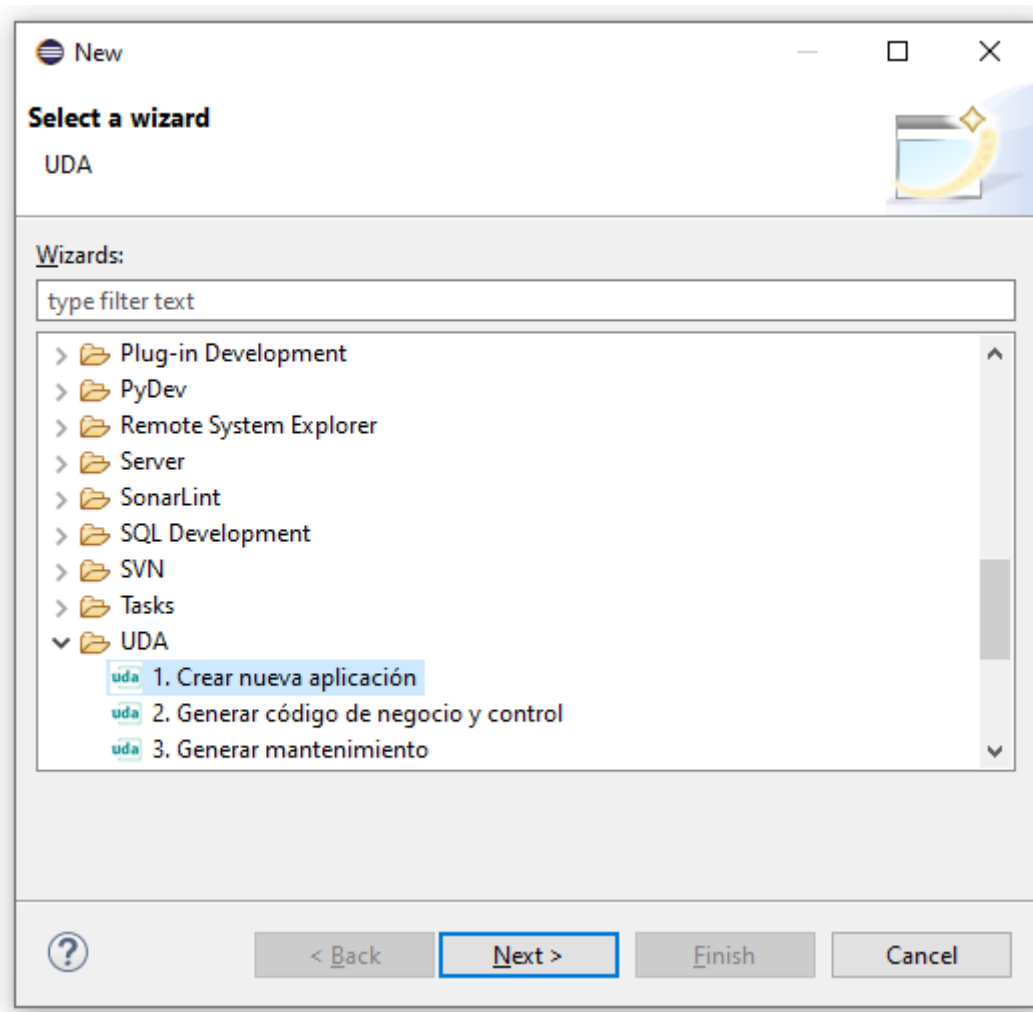 New
Select a wizard
UDA
Wizards:
type filter text
Plug-in Development
PyDev
Remote System Explorer
Server
SonarLint
SQL Development
SVN
Tasks
UDA
uda 1. Crear nueva aplicación
uda 2. Generar código de negocio y control
uda 3. Generar mantenimiento
? < Back Next > Finish Cancel